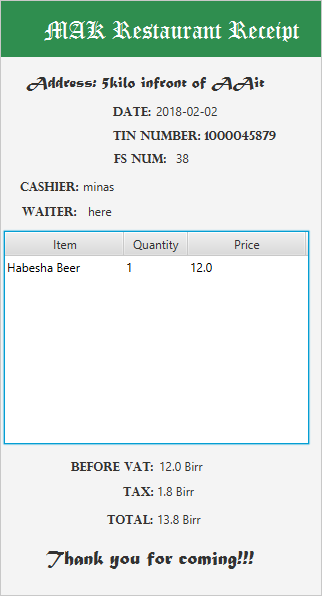 MAK Restaurant Receipt
Address: 5kilo infront of AAit
DATE: 2018-02-02
TIN NUMBER: 1000045879
FS NUM: 38
CASHIER: minas
WAITER: here
Item Quantity Price
Habesha Beer 1 12.0
BEFORE VAT: 12.0 Birr
TAX: 1.8 Birr
TOTAL: 13.8 Birr
Thank you for coming!!!